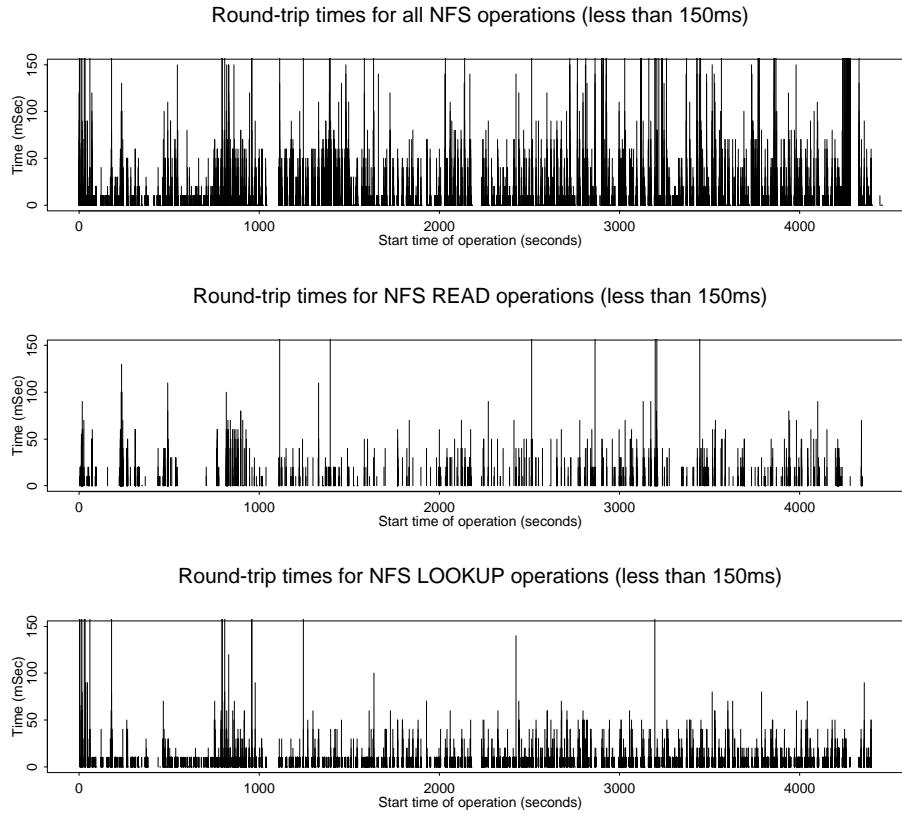 Round-trip times for all NFS operations (less than 150ms)
Time (mSec)
0 50 100 150
0 1000 2000 3000 4000
Start time of operation (seconds)
Round-trip times for NFS READ operations (less than 150ms)
Time (mSec)
0 50 100 150
0 1000 2000 3000 4000
Start time of operation (seconds)
Round-trip times for NFS LOOKUP operations (less than 150ms)
Time (mSec)
0 50 100 150
0 1000 2000 3000 4000
Start time of operation (seconds)